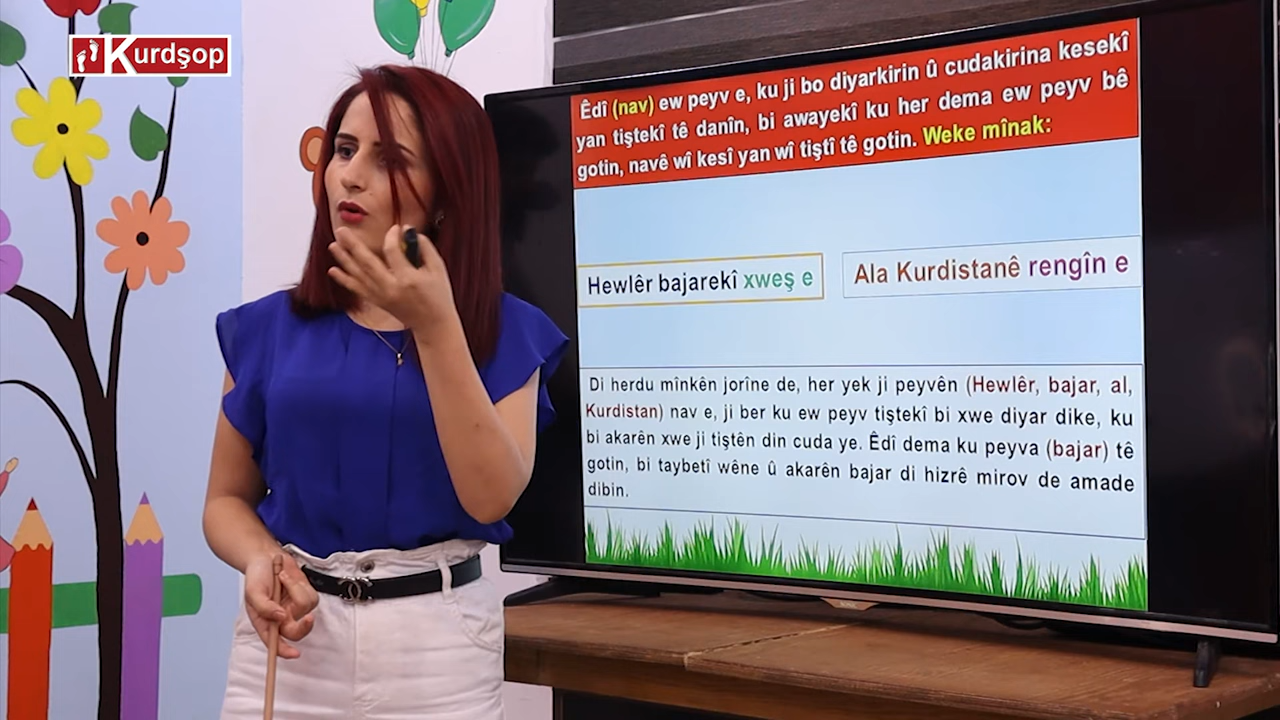 Kurdşop
Êdî (nav) ew peyv e, ku ji bo diyarkirin û cudakirina kesekî
yan tiştekî tê danîn, bi awayekî ku her dema ew peyv bê
gotin, navê wî kesî yan wî tiştî tê gotin. Weke mînak:
Hewlêr bajarekî xweş e
Ala Kurdistanê rengîn e
Di herdu mînkên jorîne de, her yek ji peyvên (Hewlêr, bajar, al,
Kurdistan) nav e, ji ber ku ew peyv tiştekî bi xwe diyar dike, ku
bi akarên xwe ji tiştên din cuda ye. Êdî dema ku peyva (bajar) tê
gotin, bi taybetî wêne û akarên bajar di hizrê mirov de amade
dibin.